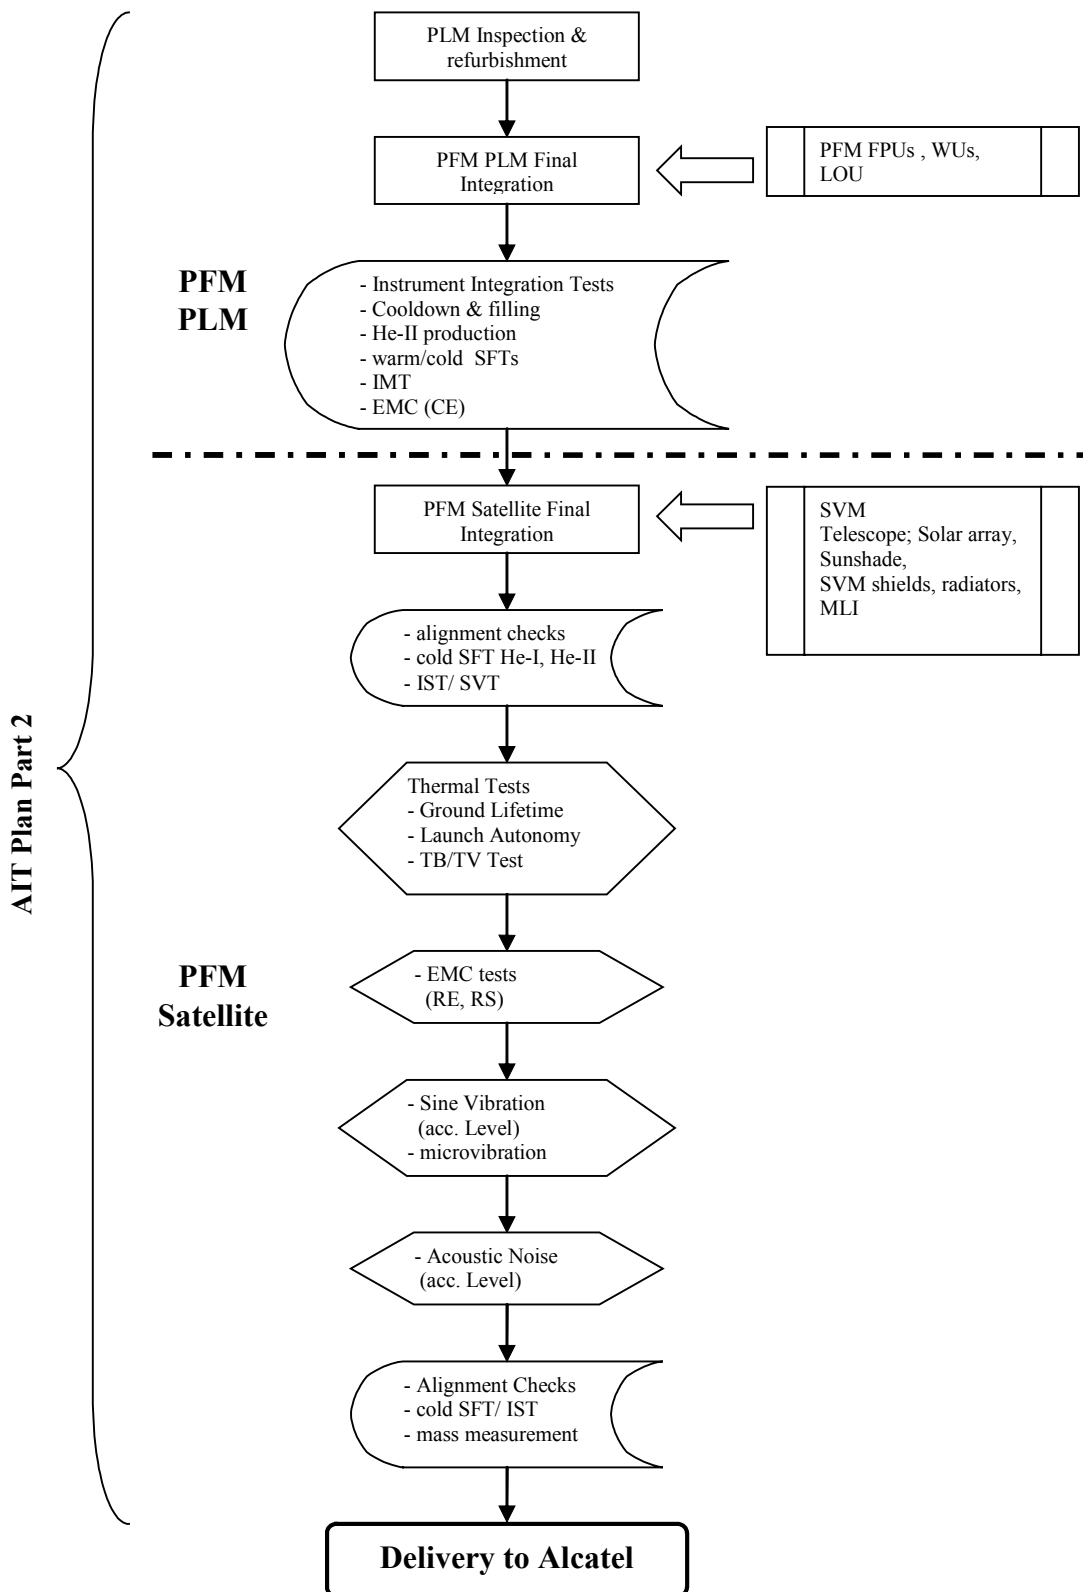 PLM Inspection &
refurbishment
PFM PLM Final
Integration
PFM FPUs , WUs,
LOU
PFM
PLM
- Instrument Integration Tests
- Cooldown & filling
- He-II production
- warm/cold  SFTs
- IMT
- EMC (CE)
PFM Satellite Final
Integration
SVM
Telescope; Solar array,
Sunshade,
SVM shields, radiators,
MLI
- alignment checks
- cold SFT He-I, He-II
- IST/ SVT
AIT Plan Part 2
Thermal Tests
- Ground Lifetime
- Launch Autonomy
- TB/TV Test
PFM
Satellite
- EMC tests
(RE, RS)
- Sine Vibration
(acc. Level)
- microvibration
- Acoustic Noise
(acc. Level)
- Alignment Checks
- cold SFT/ IST
- mass measurement
Delivery to Alcatel